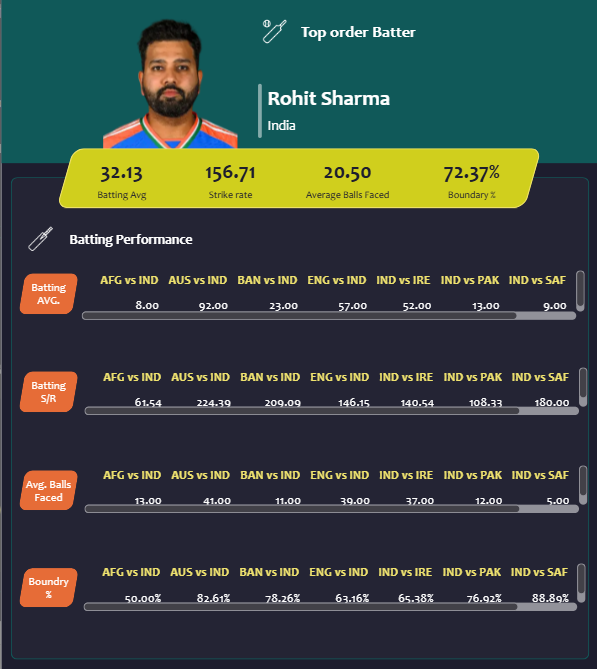 Top order Batter
Rohit Sharma
India
32.13 156.71 20.50 72.37%
Batting Avg Strike rate Average Balls Faced Boundary %
Batting Performance
Batting AVG.
AFG vs IND AUS vs IND BAN vs IND ENG vs IND IND vs IRE IND vs PAK IND vs SAF
8.00 92.00 23.00 57.00 52.00 13.00 9.00
Batting S/R
AFG vs IND AUS vs IND BAN vs IND ENG vs IND IND vs IRE IND vs PAK IND vs SAF
61.54 224.39 209.09 146.15 140.54 108.33 180.00
Avg. Balls Faced
AFG vs IND AUS vs IND BAN vs IND ENG vs IND IND vs IRE IND vs PAK IND vs SAF
13.00 41.00 11.00 39.00 37.00 12.00 5.00
Boundry %
AFG vs IND AUS vs IND BAN vs IND ENG vs IND IND vs IRE IND vs PAK IND vs SAF
50.00% 82.61% 78.26% 63.16% 65.38% 76.92% 88.89%